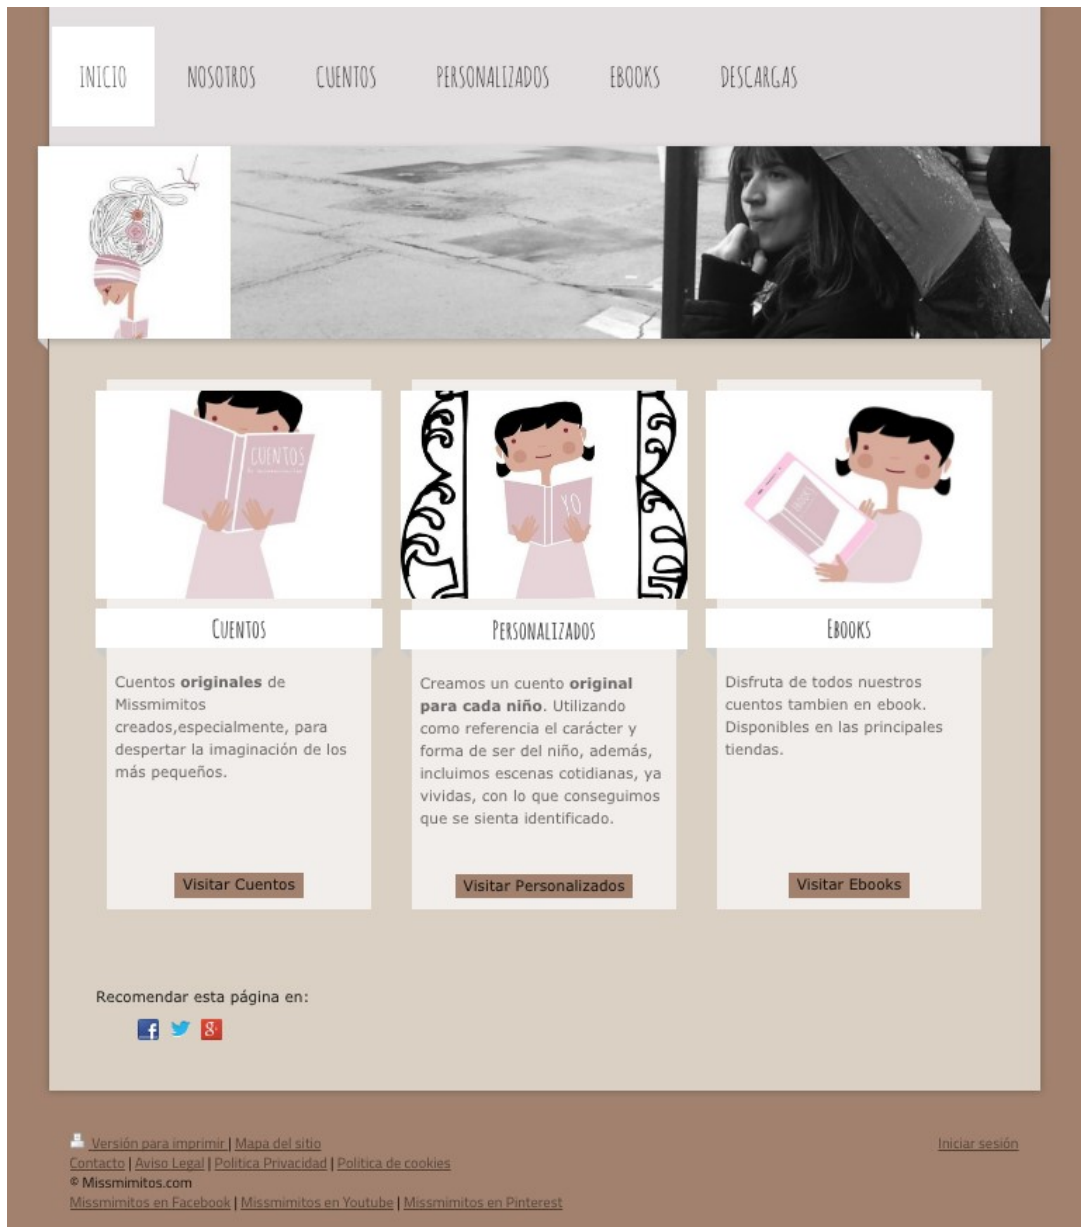 INICIO NOSOTROS CUENTOS PERSONALIZADOS EBOOKS DESCARGAS
CUENTOS
YO
EBOOKS
Cuentos
Cuentos originales de
Missmimitos
creados,especialmente, para
despertar la imaginación de los
más pequeños.
Visitar Cuentos
Personalizados
Creamos un cuento original
para cada niño. Utilizando
como referencia el carácter y
forma de ser del niño, además,
incluimos escenas cotidianas, ya
vividas, con lo que conseguimos
que se sienta identificado.
Visitar Personalizados
Ebooks
Disfruta de todos nuestros
cuentos tambien en ebook.
Disponibles en las principales
tiendas.
Visitar Ebooks
Recomendar esta página en:
Versión para imprimir | Mapa del sitio
Iniciar sesión
Contacto | Aviso Legal | Politica Privacidad | Politica de cookies
© Missmimitos.com
Missmimitos en Facebook | Missmimitos en Youtube | Missmimitos en Pinterest